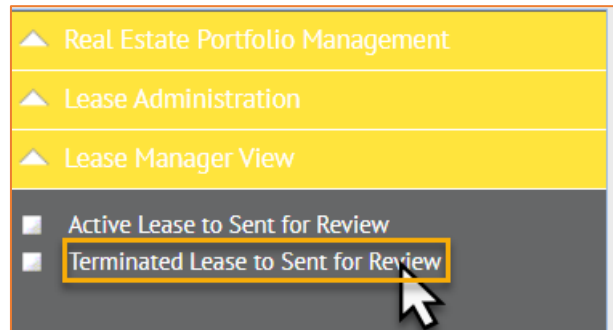 Real Estate Portfolio Management
Lease Administration
Lease Manager View
Active Lease to Sent for Review
Terminated Lease to Sent for Review